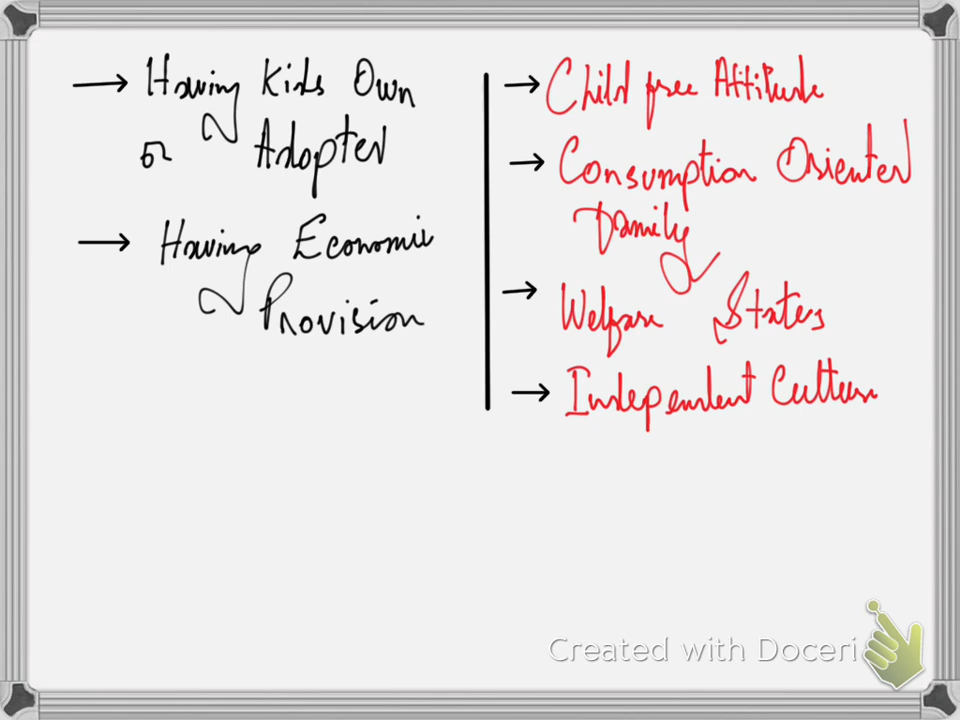 → Having Kids Own
or Adopted
→ Having Economic
Provision
→ Child free Attitude
→ Consumption Oriented
Family
→ Welfare States
→ Independent Culture
Created with Doceri